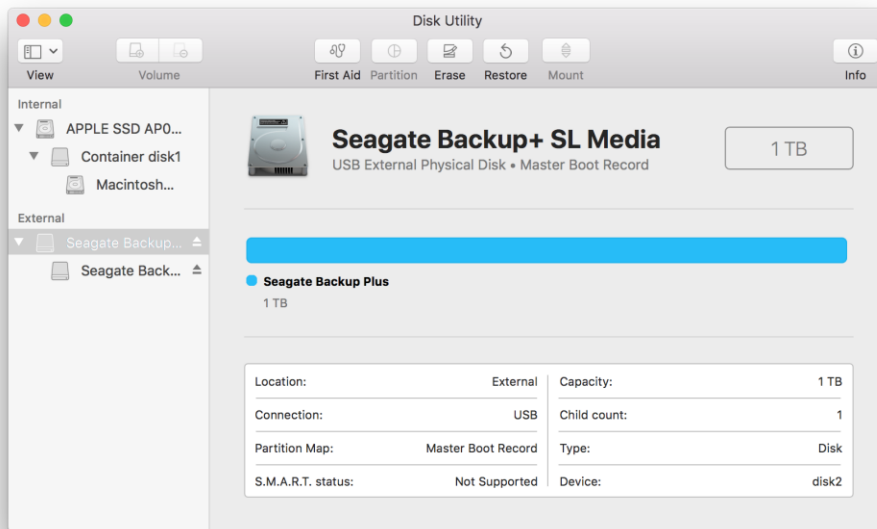 Disk Utility
View
Volume
First Aid
Partition
Erase
Restore
Mount
Info
Internal
APPLE SSD AP0...
Container disk1
Macintosh...
External
Seagate Backup...
Seagate Back...
Seagate Backup+ SL Media
USB External Physical Disk • Master Boot Record
1 TB
Seagate Backup Plus
1 TB
Location: External
Capacity: 1 TB
Connection: USB
Child count: 1
Partition Map: Master Boot Record
Type: Disk
S.M.A.R.T. status: Not Supported
Device: disk2